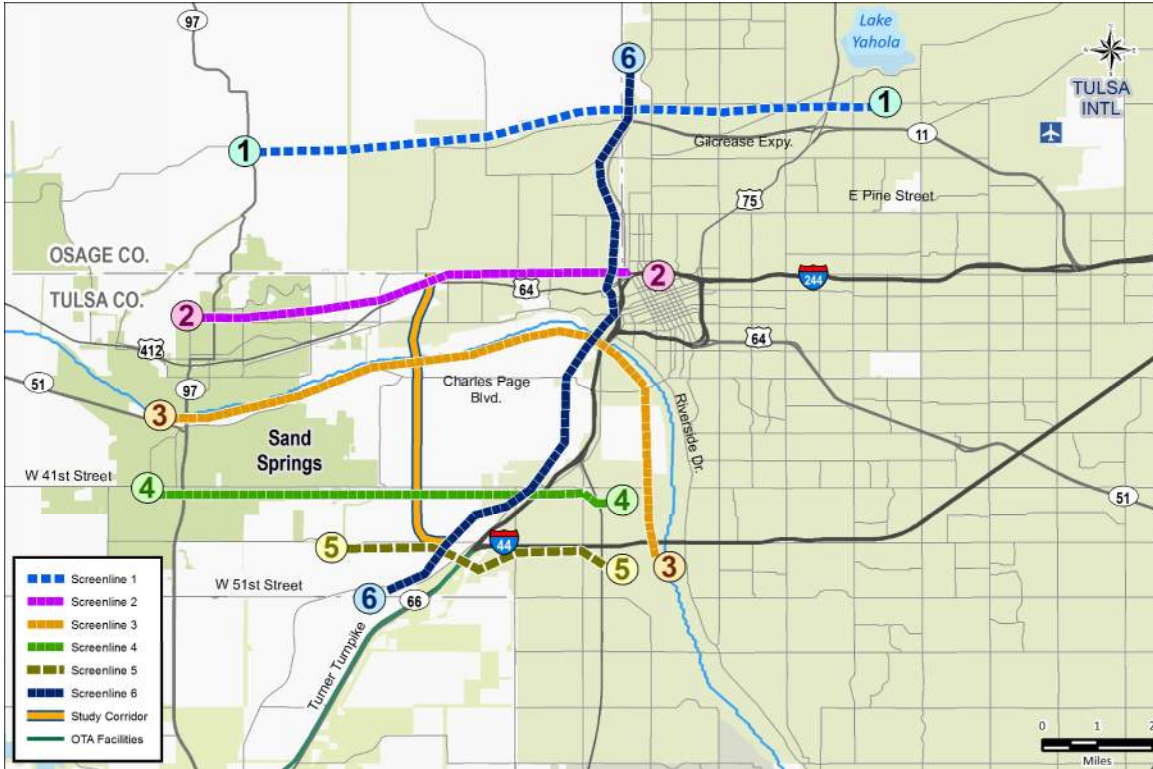 97
6
Lake
Yahola
TULSA
INTL
1
1
Gilcrease Expy.
11
75
E Pine Street
OSAGE CO.
TULSA CO.
2
64
2
244
412
64
51
97
3
Charles Page
Blvd.
Riverside Dr.
Sand
Springs
W 41st Street
4
4
51
5
44
5
3
W 51st Street
6
66
Turner Turnpike
Screenline 1
Screenline 2
Screenline 3
Screenline 4
Screenline 5
Screenline 6
Study Corridor
OTA Facilities
0 1 2
Miles